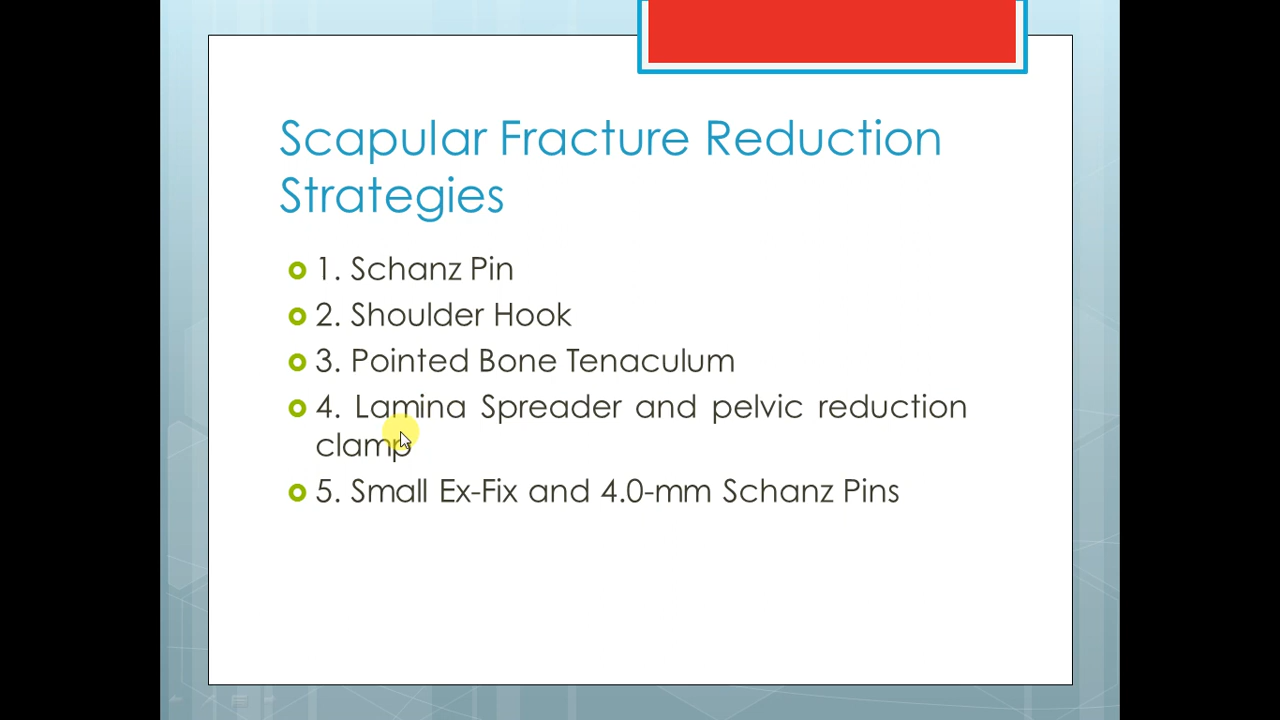 Scapular Fracture Reduction
Strategies
1. Schanz Pin
2. Shoulder Hook
3. Pointed Bone Tenaculum
4. Lamina Spreader and pelvic reduction
clamp
5. Small Ex-Fix and 4.0-mm Schanz Pins